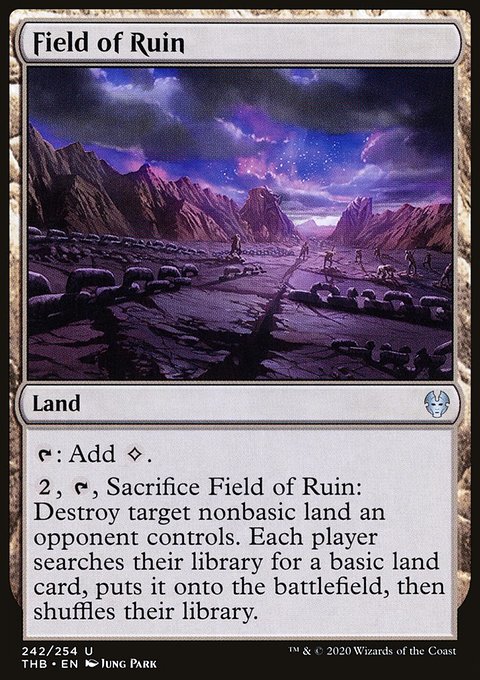 Field of Ruin
Land
: Add .
2, , Sacrifice Field of Ruin:
Destroy target nonbasic land an
opponent controls. Each player
searches their library for a basic land
card, puts it onto the battlefield, then
shuffles their library.
242/254 U
THB • EN Jung Park
™ & © 2020 Wizards of the Coast